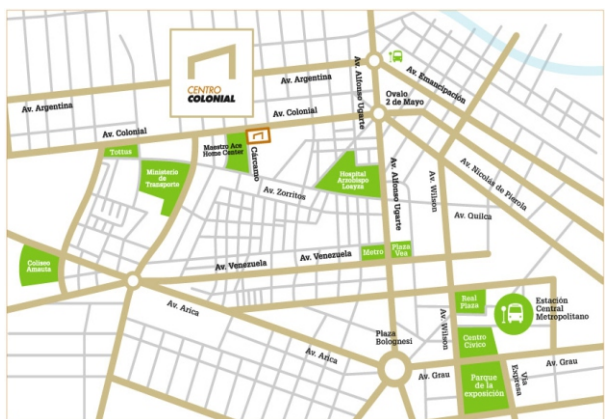 CENTRO
COLONIAL
Av. Argentina
Av. Argentina
Av. Alfonso Ugarte
Av. Emancipación
Ovalo
2 de Mayo
Av. Colonial
Av. Colonial
Maestro Ace
Home Center
Cárcamo
Tottus
Ministerio
de
Transporte
Hospital
Arzobispo
Loayza
Av. Zorritos
Av. Alfonso Ugarte
Av. Wilson
Av. Nicolás de Piérola
Av. Quilca
Coliseo
Amauta
Av. Venezuela
Av. Venezuela
Metro
Plaza
Vea
Av. Arica
Av. Arica
Real
Plaza
Estación
Central
Metropolitano
Plaza
Bolognesi
Av. Wilson
Centro
Cívico
Av. Grau
Av. Grau
Parque
de la
exposición
Vía
Expresa